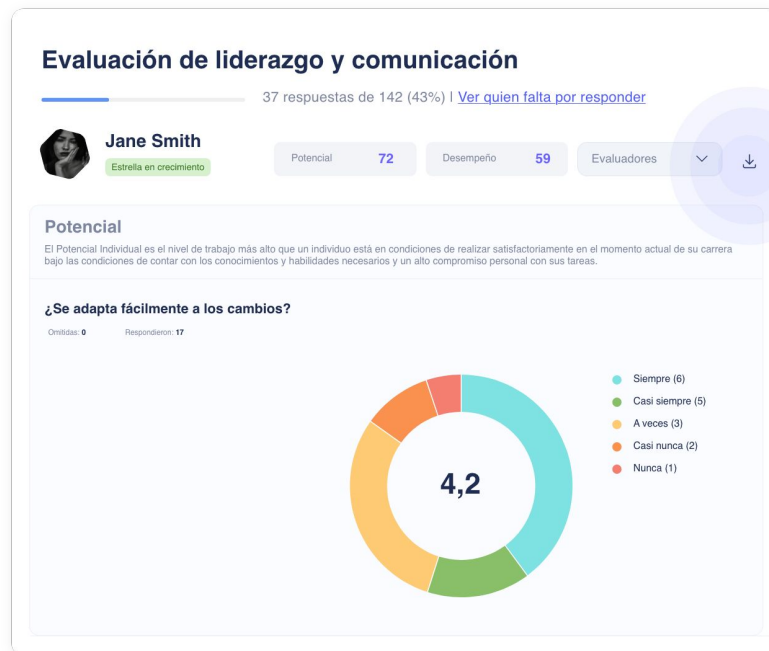 Evaluación de liderazgo y comunicación
37 respuestas de 142 (43%) | Ver quien falta por responder
Jane Smith
Estrella en crecimiento
Potencial 72
Desempeño 59
Evaluadores
Potencial
El Potencial Individual es el nivel de trabajo más alto que un individuo está en condiciones de realizar satisfactoriamente en el momento actual de su carrera
bajo las condiciones de contar con los conocimientos y habilidades necesarios y un alto compromiso personal con sus tareas.
¿Se adapta fácilmente a los cambios?
Omitidas: 0 Respondieron: 17
4,2
Siempre (6)
Casi siempre (5)
A veces (3)
Casi nunca (2)
Nunca (1)